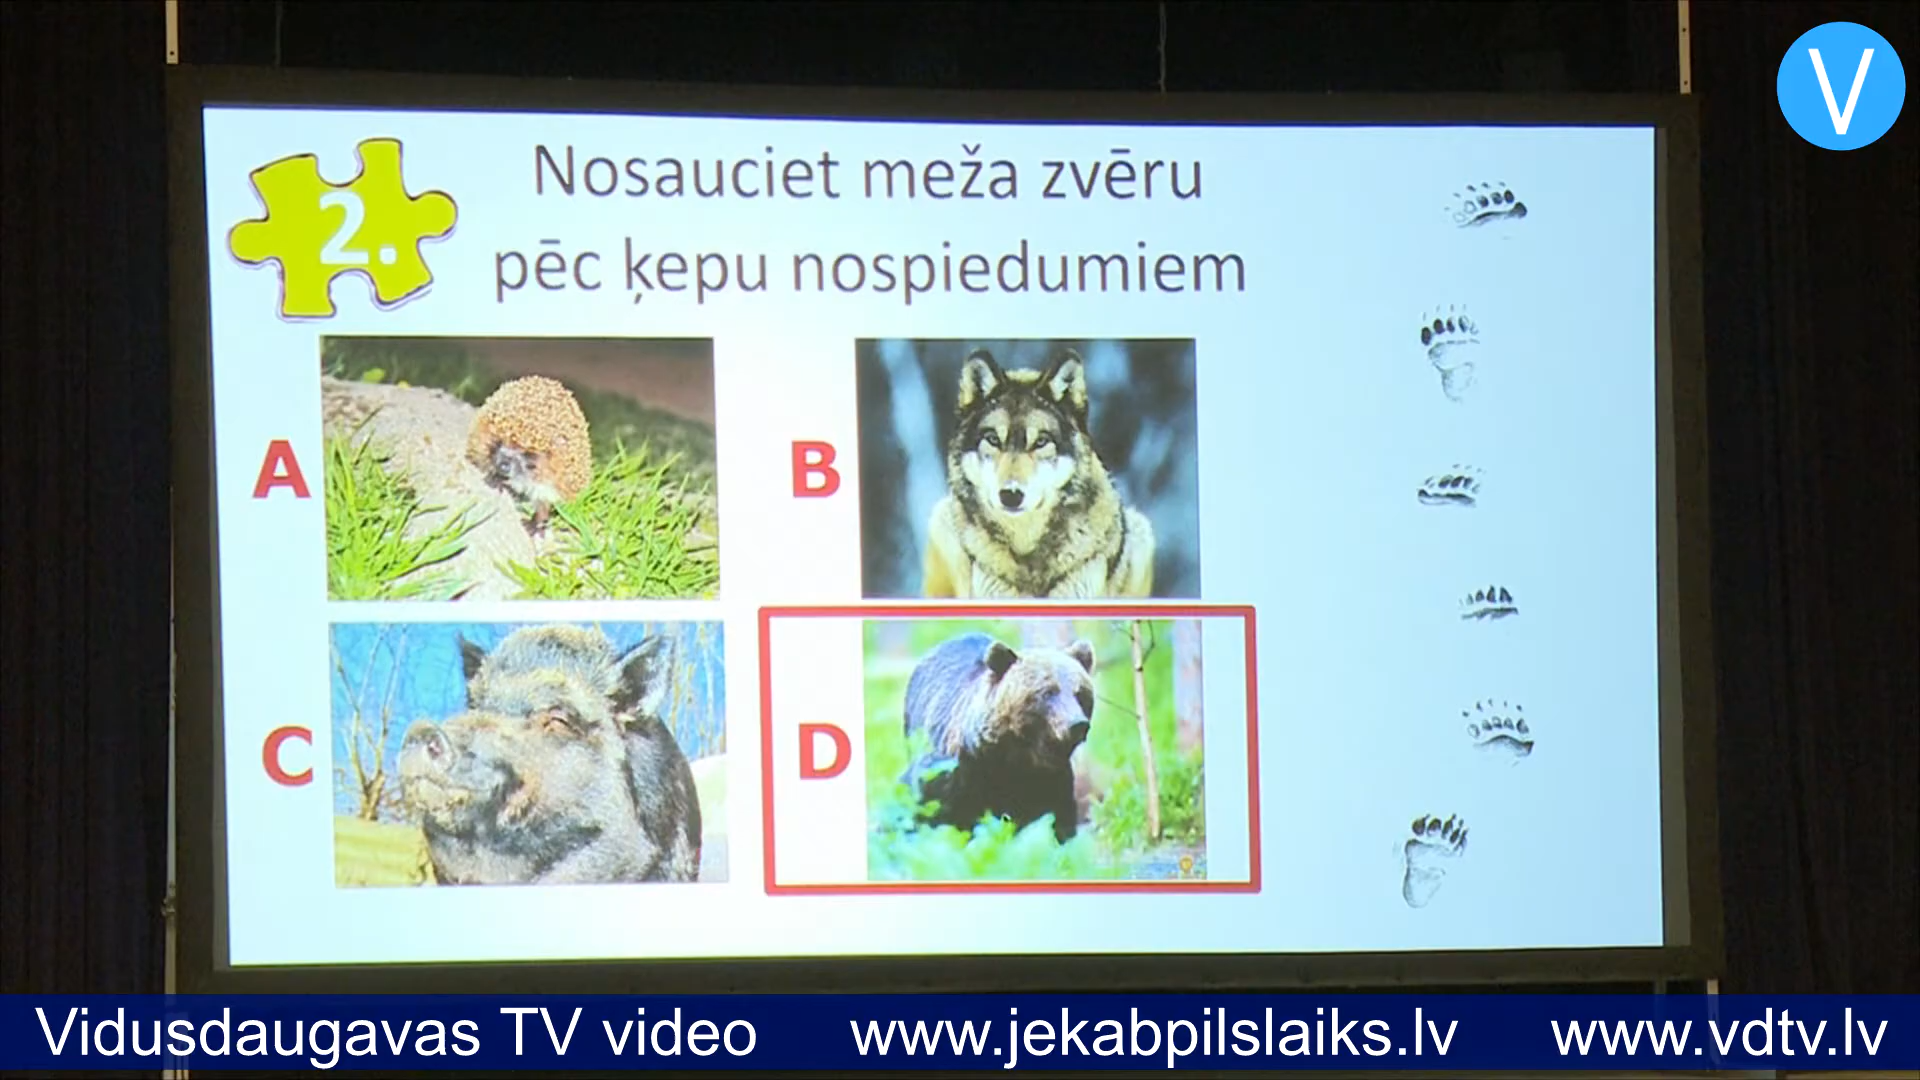 V
2.
Nosauciet meža zvēru
pēc ķepu nospiedumiem
A
B
C
D
Vidusdaugavas TV video www.jekabpilslaiks.lv www.vdtv.lv